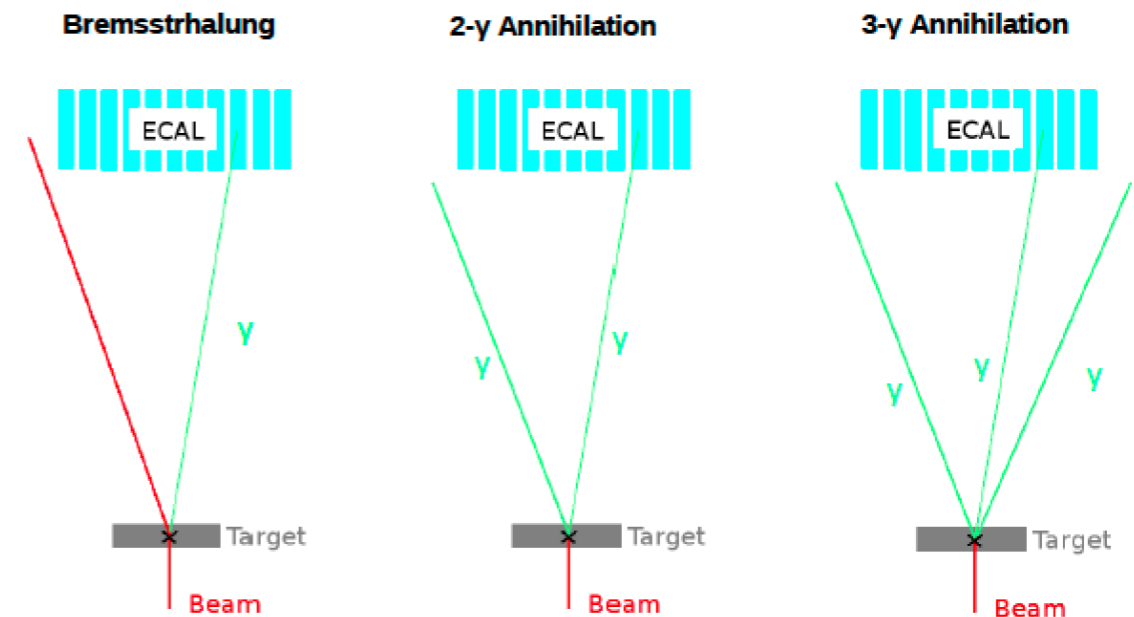 Bremsstrhalung
2-γ Annihilation
3-γ Annihilation
ECAL
ECAL
ECAL
γ
γ
γ
γ
γ
γ
Target
Target
Target
Beam
Beam
Beam